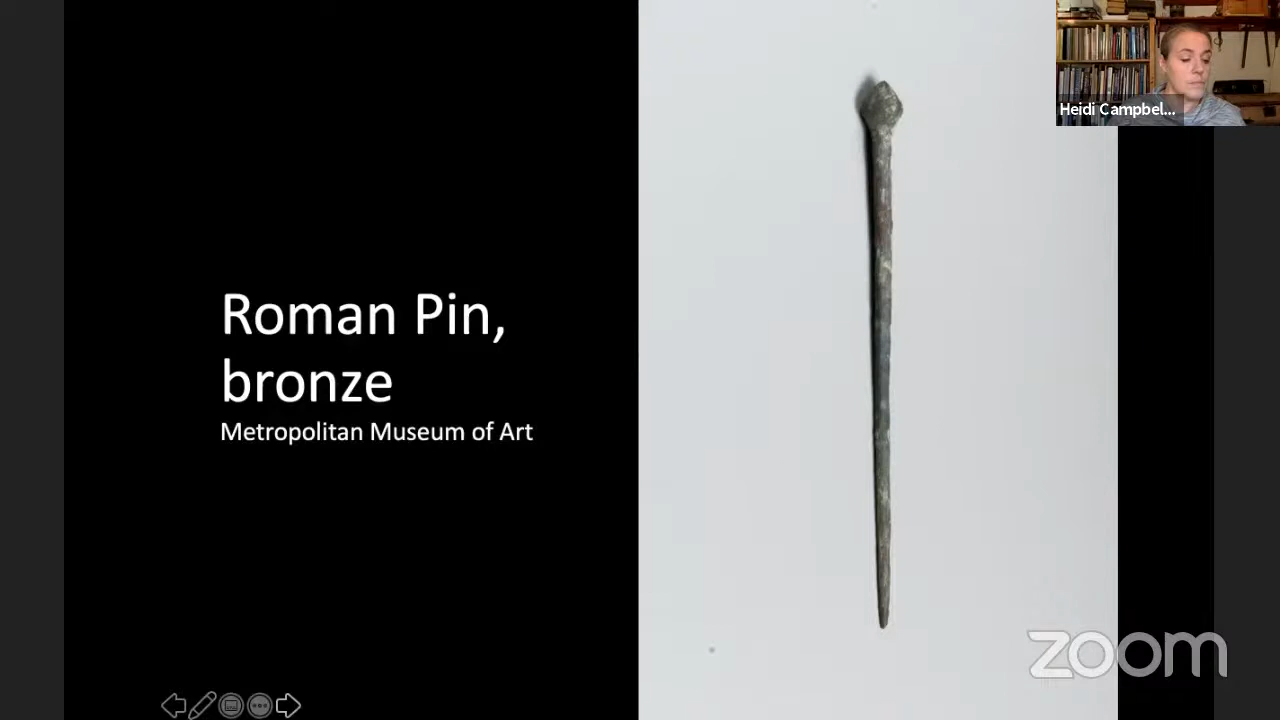 Roman Pin,
bronze
Metropolitan Museum of Art
Heidi Campbel...
zoom